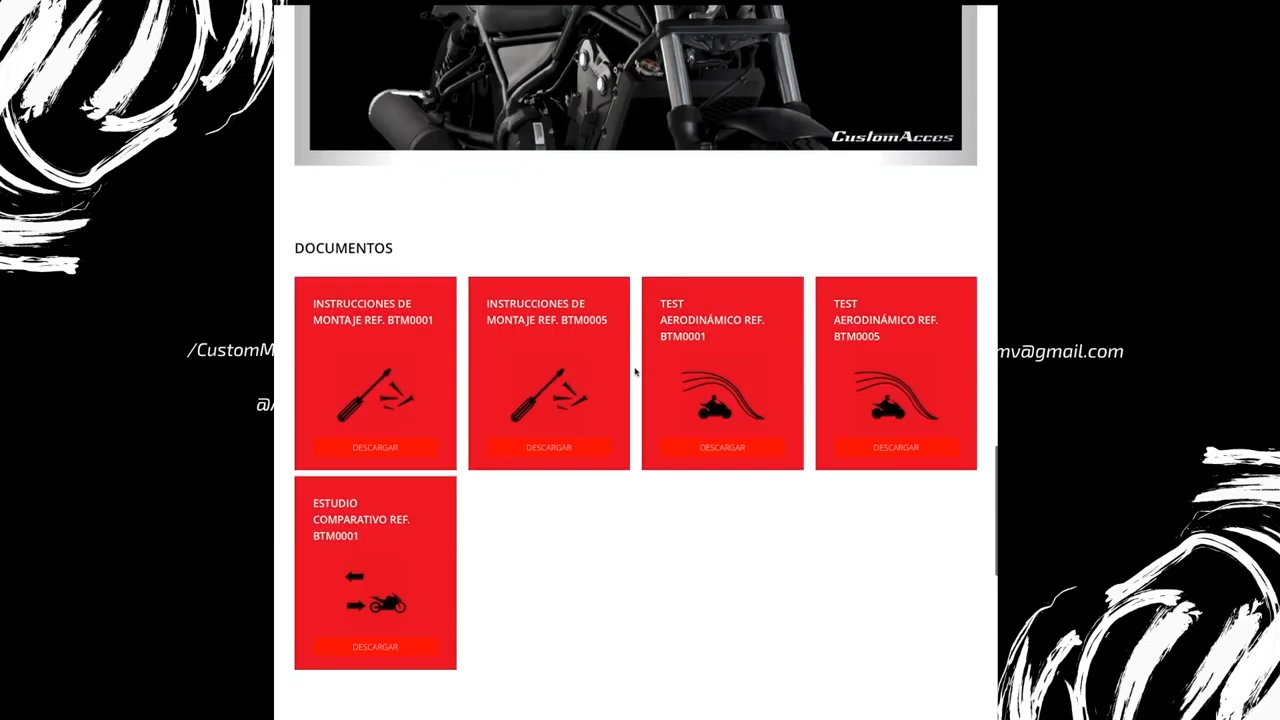 CustomAcces
DOCUMENTOS
INSTRUCCIONES DE
MONTAJE REF. BTM0001
DESCARGAR
INSTRUCCIONES DE
MONTAJE REF. BTM0005
DESCARGAR
TEST
AERODINÁMICO REF.
BTM0001
DESCARGAR
TEST
AERODINÁMICO REF.
BTM0005
DESCARGAR
ESTUDIO
COMPARATIVO REF.
BTM0001
DESCARGAR
/CustomM
@/
mv@gmail.com